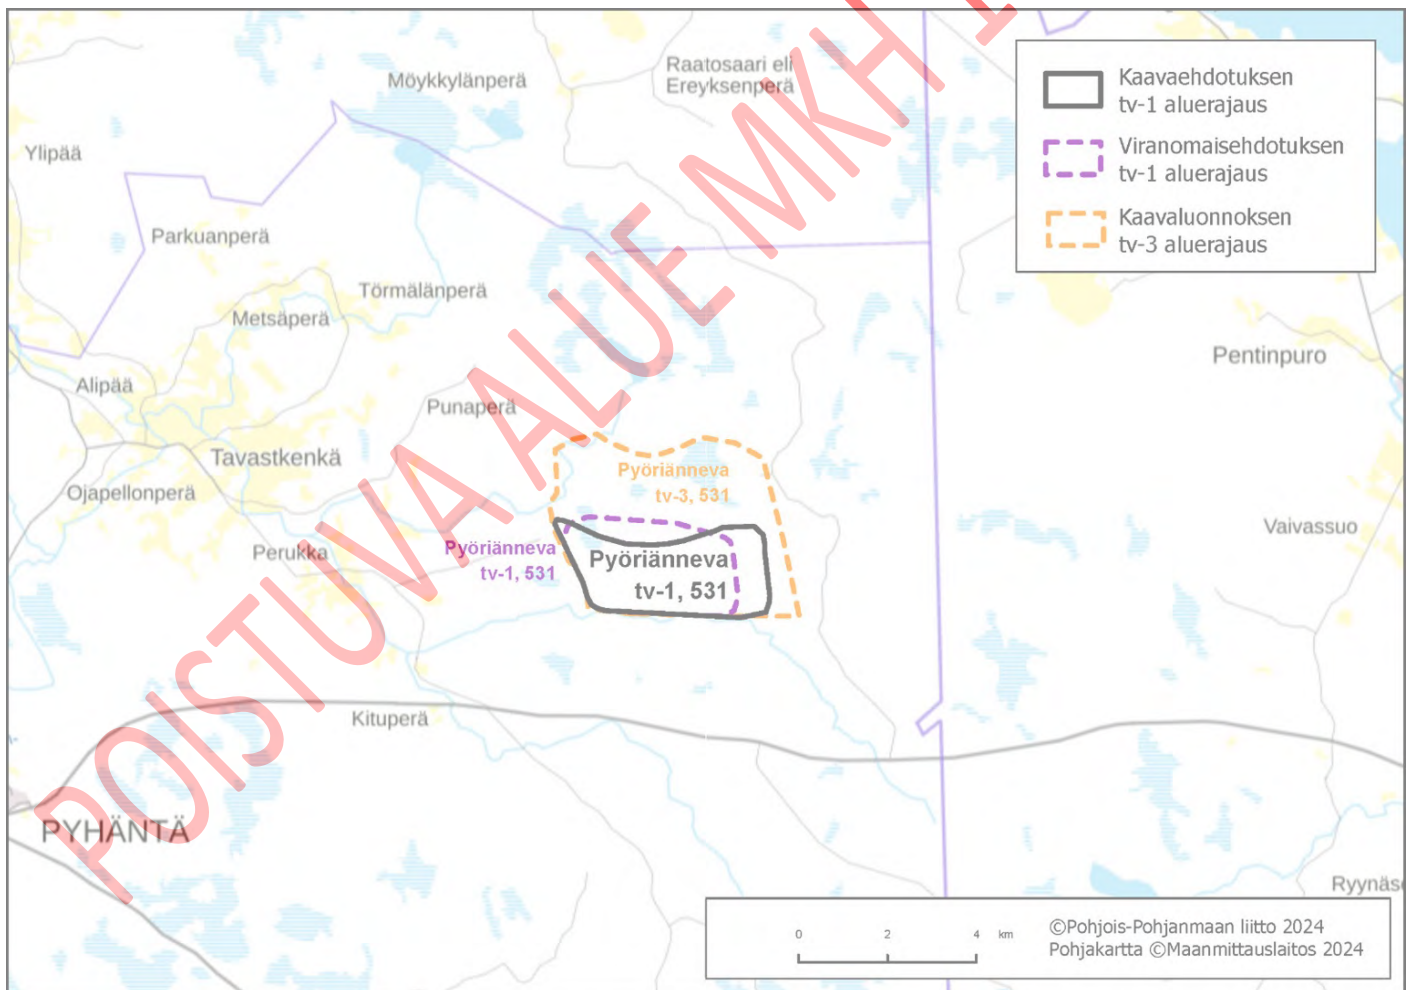 Möykkylänperä
Raatosaari eli
Ereyksenperä
Kaavaehdotuksen
tv-1 aluerajaus
Viranomaisehdotuksen
tv-1 aluerajaus
Kaavaluonnoksen
tv-3 aluerajaus
Ylipää
Parkuanperä
Törmälänperä
Metsäperä
Alipää
Punaperä
Pentinpuro
Tavastkenkä
Ojapellonperä
Pyöriänneva
tv-3, 531
Vaivassuo
Perukka
Pyöriänneva
tv-1, 531
Pyöriänneva
tv-1, 531
Kituperä
PYHÄNTÄ
POISTUVA ALUE MKH
0 2 4 km
©Pohjois-Pohjanmaan liitto 2024
Pohjakartta ©Maanmittauslaitos 2024